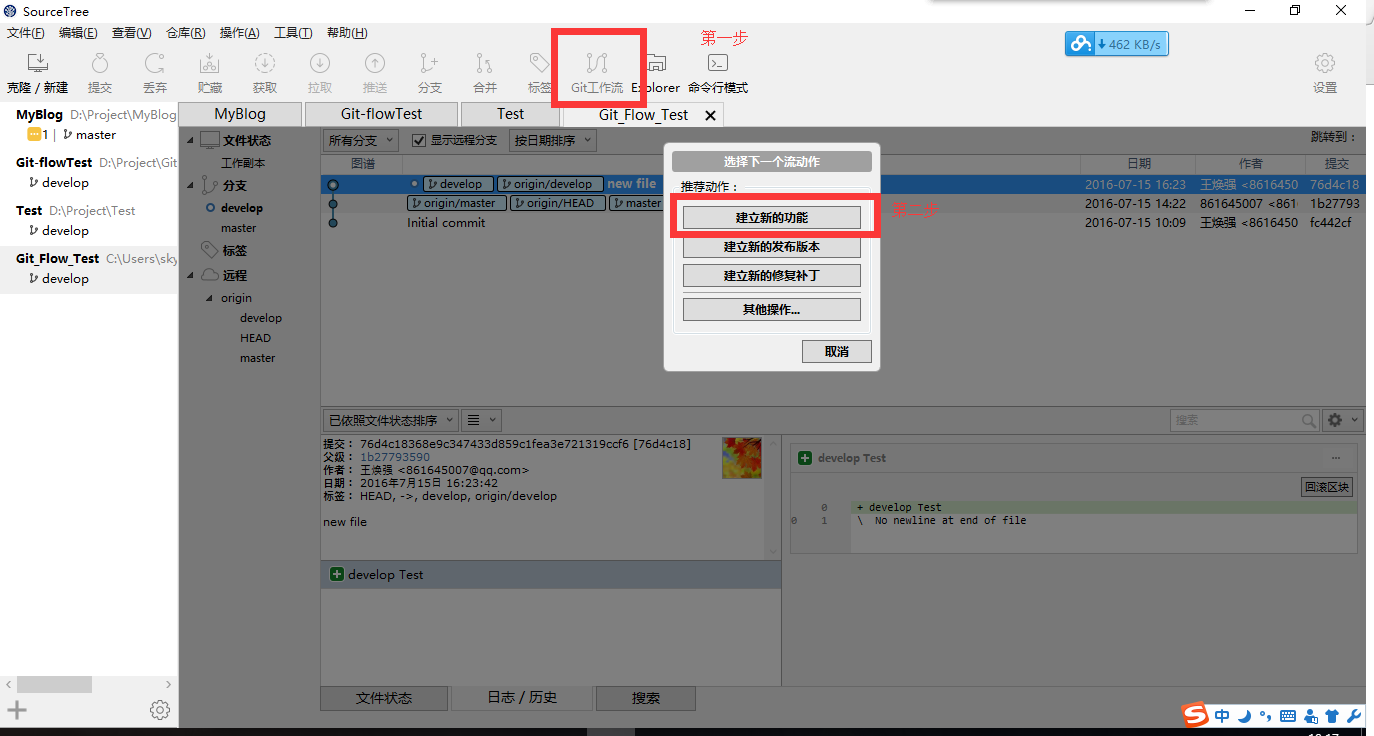 SourceTree
文件(F) 编辑(E) 查看(V) 仓库(R) 操作(A) 工具(T) 帮助(H)
第一步
462 KB/s
克隆 / 新建 提交 丢弃 贮藏 获取 拉取 推送 分支 合并 标签 Git工作流 Explorer 命令行模式 设置
MyBlog D:\Project\MyBlog
1 | master
Git-flowTest D:\Project\Git
develop
Test D:\Project\Test
develop
Git_Flow_Test C:\Users\sky
develop
MyBlog Git-flowTest Test Git_Flow_Test
文件状态
工作副本
分支
develop
master
标签
远程
origin
develop
HEAD
master
所有分支 显示远程分支 按日期排序 跳转到：
图谱 日期 作者 提交
develop origin/develop new file 2016-07-15 16:23 王焕强 <8616450 76d4c18
origin/master origin/HEAD master 2016-07-15 14:22 861645007 <861 1b27793
Initial commit 2016-07-15 10:09 王焕强 <8616450 fc442cf
选择下一个流动作
推荐动作：
建立新的功能
第二步
建立新的发布版本
建立新的修复补丁
其他操作...
取消
已依照文件状态排序 搜索
提交： 76d4c18368e9c347433d859c1fea3e721319ccf6 [76d4c18]
父级： 1b27793590
作者： 王焕强 <861645007@qq.com>
日期： 2016年7月15日 16:23:42
标签： HEAD, ->, develop, origin/develop
new file
develop Test
develop Test
回滚区块
0 + develop Test
0 1 \ No newline at end of file
文件状态 日志 / 历史 搜索
中